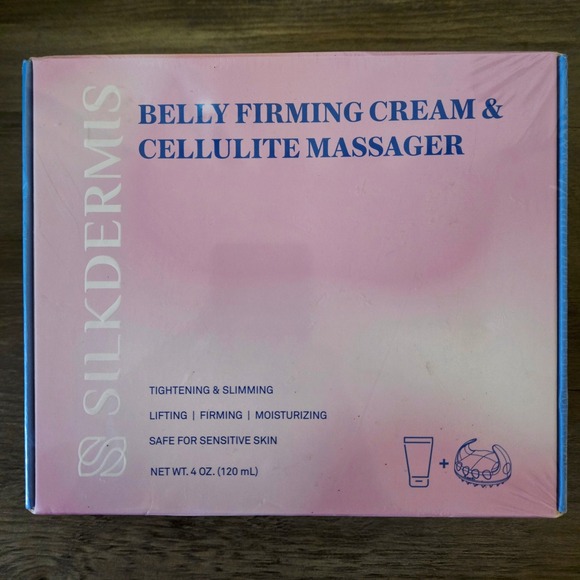 SILKDERMIS
BELLY FIRMING CREAM &
CELLULITE MASSAGER
TIGHTENING & SLIMMING
LIFTING | FIRMING | MOISTURIZING
SAFE FOR SENSITIVE SKIN
NET WT. 4 OZ. (120 mL)